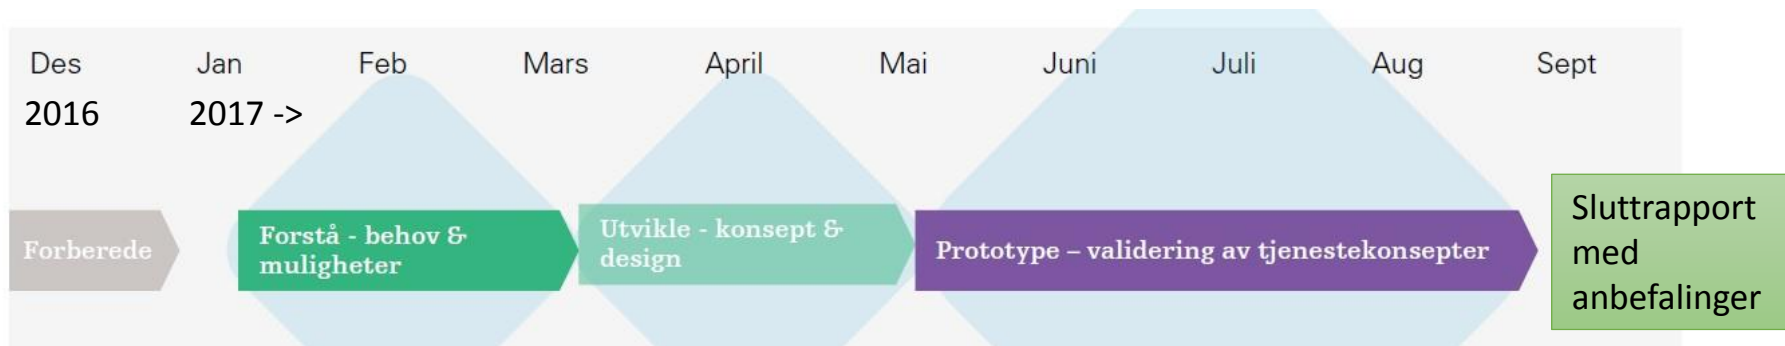 Des Jan Feb Mars April Mai Juni Juli Aug Sept
2016 2017 ->
Forberede
Forstå - behov &
muligheter
Utvikle - konsept &
design
Prototype – validering av tjenestekonsepter
Sluttrapport
med
anbefalinger